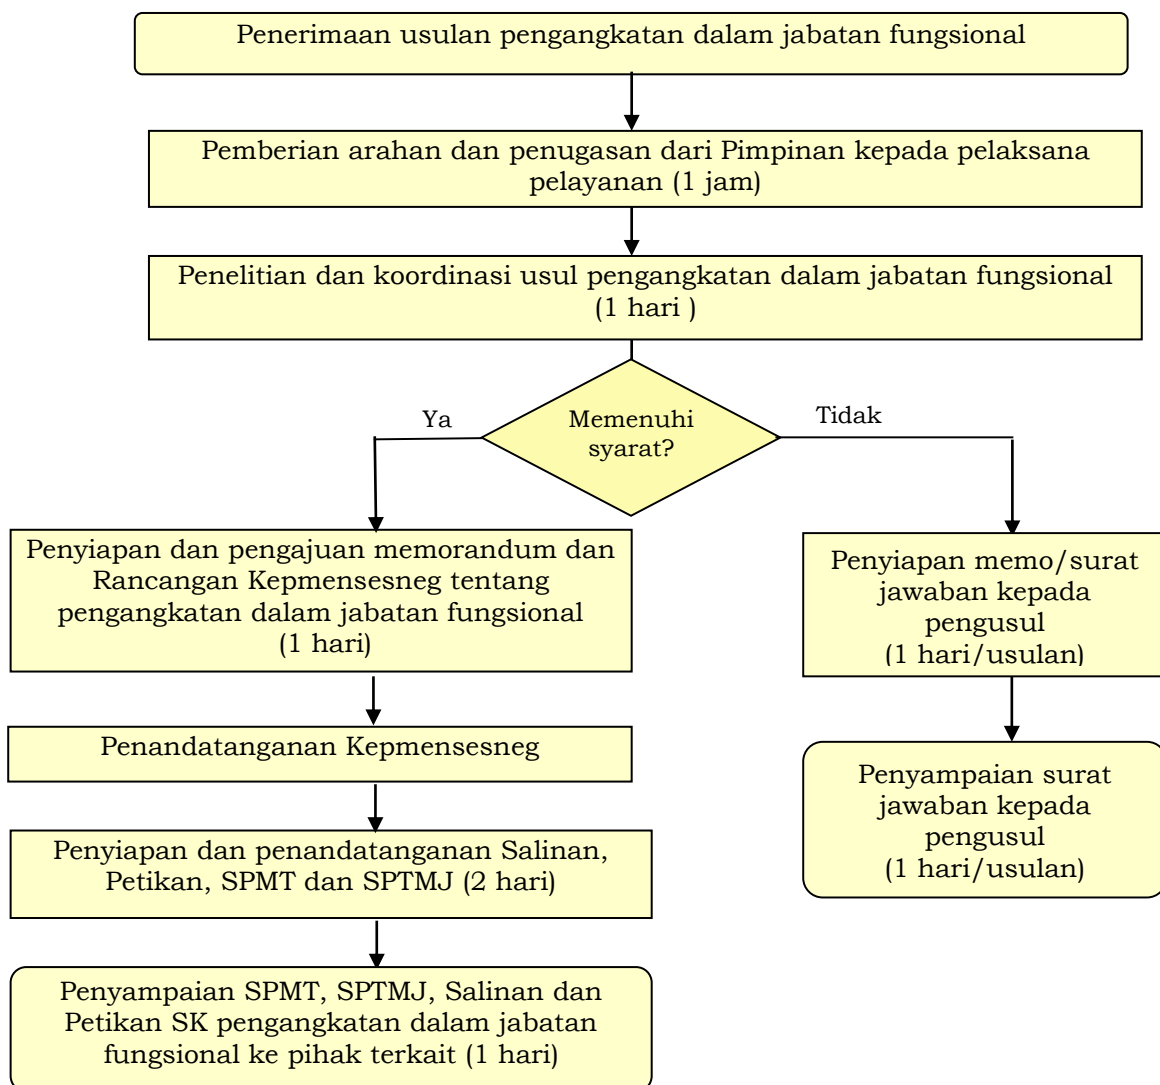 Penerimaan usulan pengangkatan dalam jabatan fungsional
Pemberian arahan dan penugasan dari Pimpinan kepada pelaksana
pelayanan (1 jam)
Penelitian dan koordinasi usul pengangkatan dalam jabatan fungsional
(1 hari )
Memenuhi
syarat?
Ya
Tidak
Penyiapan dan pengajuan memorandum dan
Rancangan Kepmensesneg tentang
pengangkatan dalam jabatan fungsional
(1 hari)
Penandatanganan Kepmensesneg
Penyiapan dan penandatanganan Salinan,
Petikan, SPMT dan SPTMJ (2 hari)
Penyampaian SPMT, SPTMJ, Salinan dan
Petikan SK pengangkatan dalam jabatan
fungsional ke pihak terkait (1 hari)
Penyiapan memo/surat
jawaban kepada
pengusul
(1 hari/usulan)
Penyampaian surat
jawaban kepada
pengusul
(1 hari/usulan)